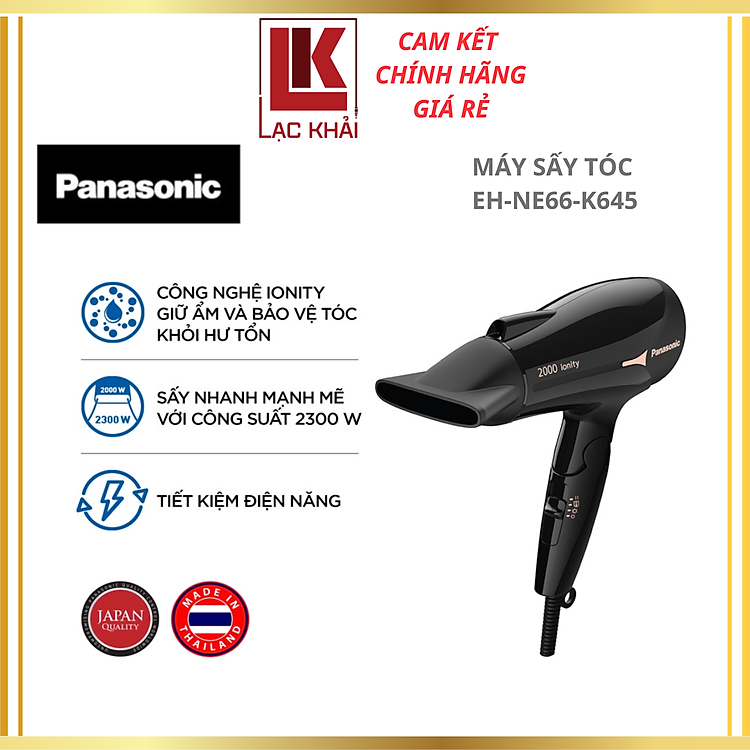 LK
LẠC KHẢI
CAM KẾT
CHÍNH HÃNG
GIÁ RẺ
Panasonic
MÁY SẤY TÓC
EH-NE66-K645
CÔNG NGHỆ IONITY
GIỮ ẨM VÀ BẢO VỆ TÓC
KHỎI HƯ TỔN
2000 W
2300 W
SẤY NHANH MẠNH MẼ
VỚI CÔNG SUẤT 2300 W
TIẾT KIỆM ĐIỆN NĂNG
2000 Ionity
Panasonic
JAPAN
QUALITY
MADE IN
THAILAND